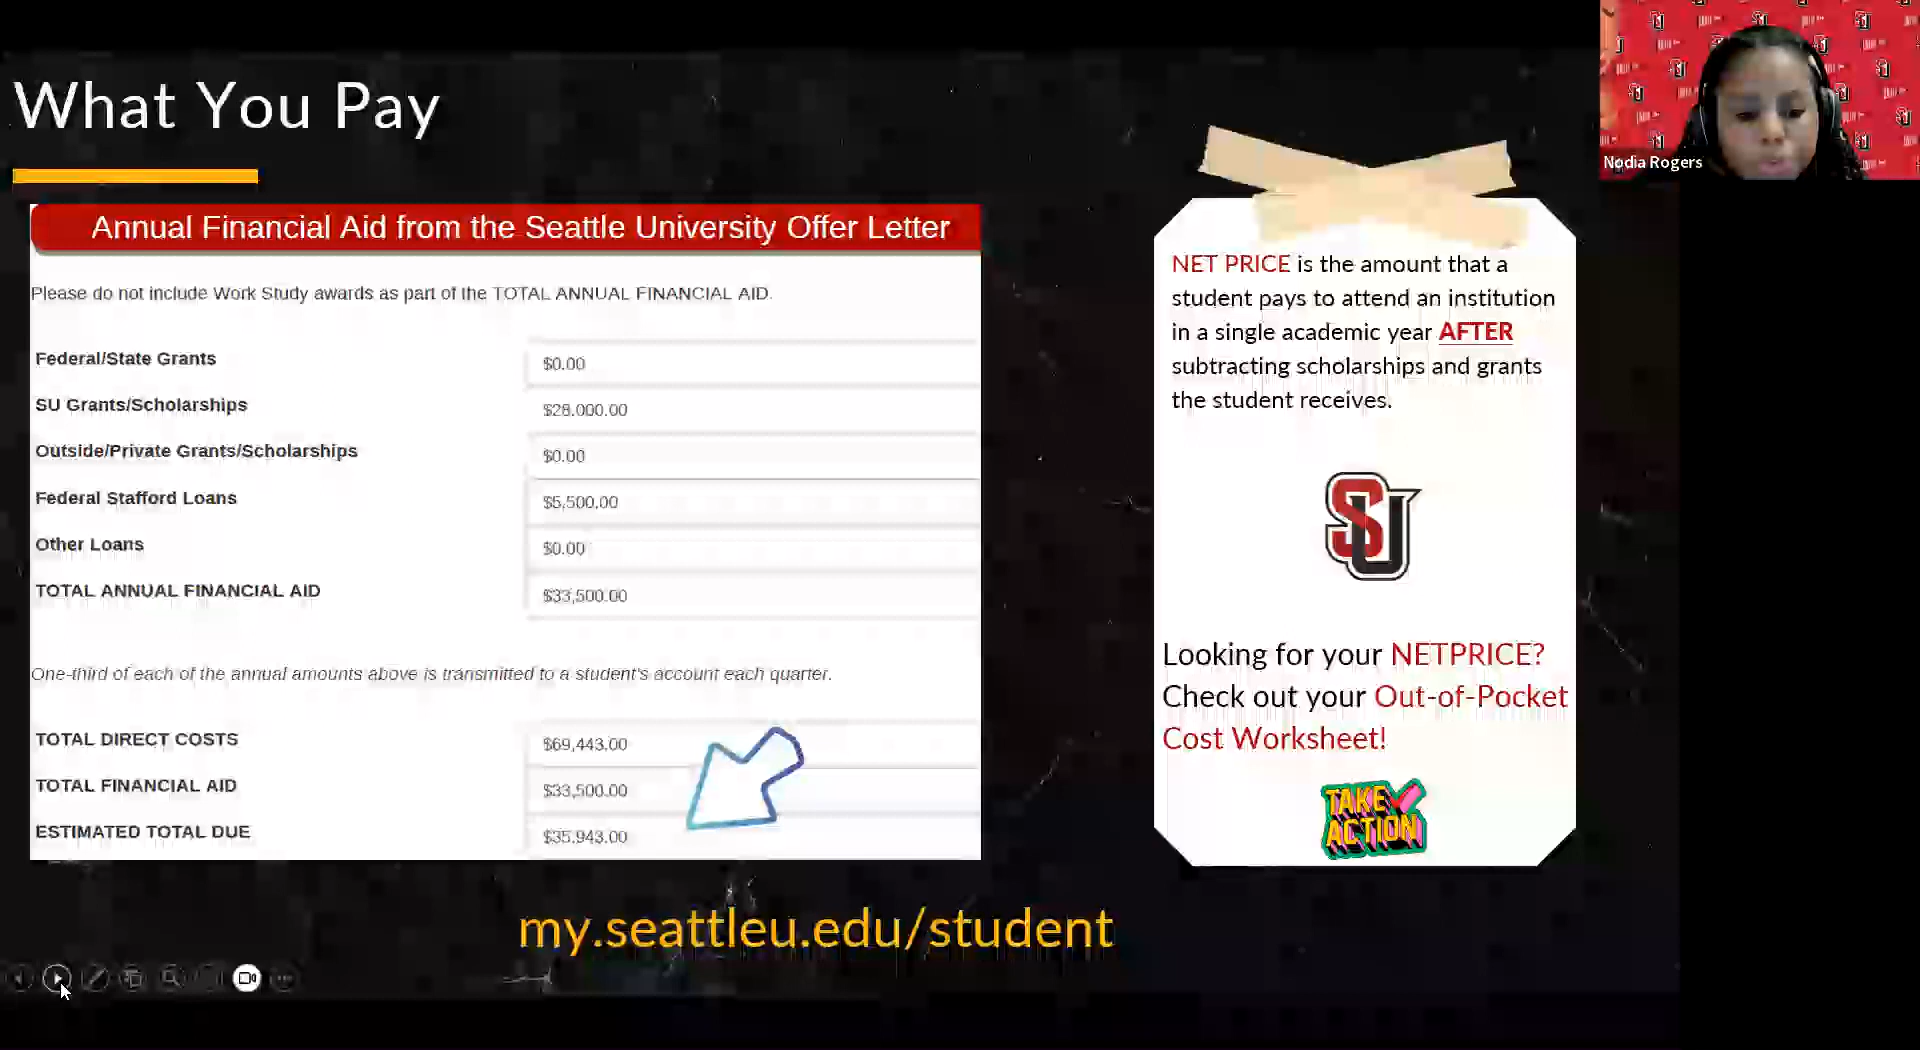 What You Pay
Annual Financial Aid from the Seattle University Offer Letter
Please do not include Work Study awards as part of the TOTAL ANNUAL FINANCIAL AID.
Federal/State Grants $0.00
SU Grants/Scholarships $28,000.00
Outside/Private Grants/Scholarships $0.00
Federal Stafford Loans $5,500.00
Other Loans $0.00
TOTAL ANNUAL FINANCIAL AID $33,500.00
One-third of each of the annual amounts above is transmitted to a student's account each quarter.
TOTAL DIRECT COSTS $69,443.00
TOTAL FINANCIAL AID $33,500.00
ESTIMATED TOTAL DUE $35,943.00
my.seattleu.edu/student
NET PRICE is the amount that a
student pays to attend an institution
in a single academic year AFTER
subtracting scholarships and grants
the student receives.
SU
Looking for your NETPRICE?
Check out your Out-of-Pocket
Cost Worksheet!
TAKE
ACTION
Nadia Rogers